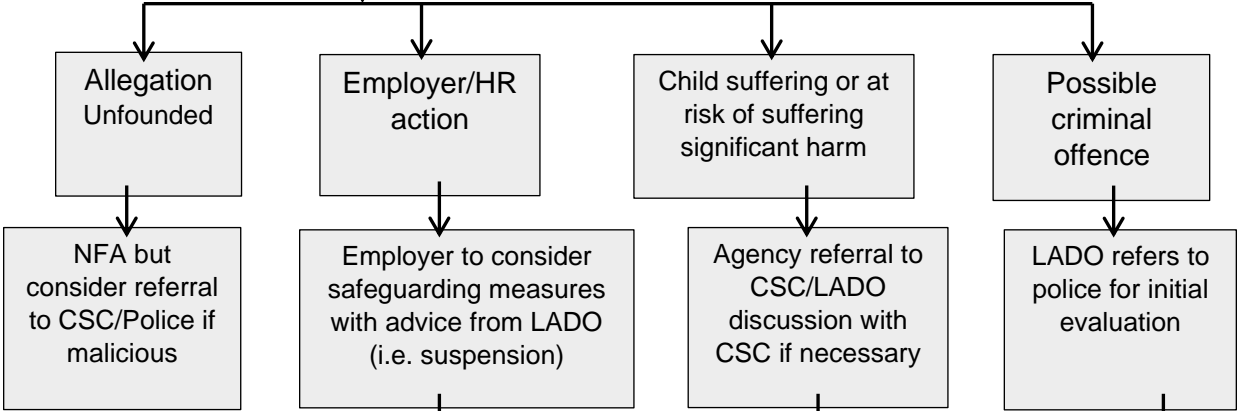 Allegation
Unfounded
Employer/HR
action
Child suffering or at
risk of suffering
significant harm
Possible
criminal
offence
NFA but
consider referral
to CSC/Police if
malicious
Employer to consider
safeguarding measures
with advice from LADO
(i.e. suspension)
Agency referral to
CSC/LADO
discussion with
CSC if necessary
LADO refers to
police for initial
evaluation